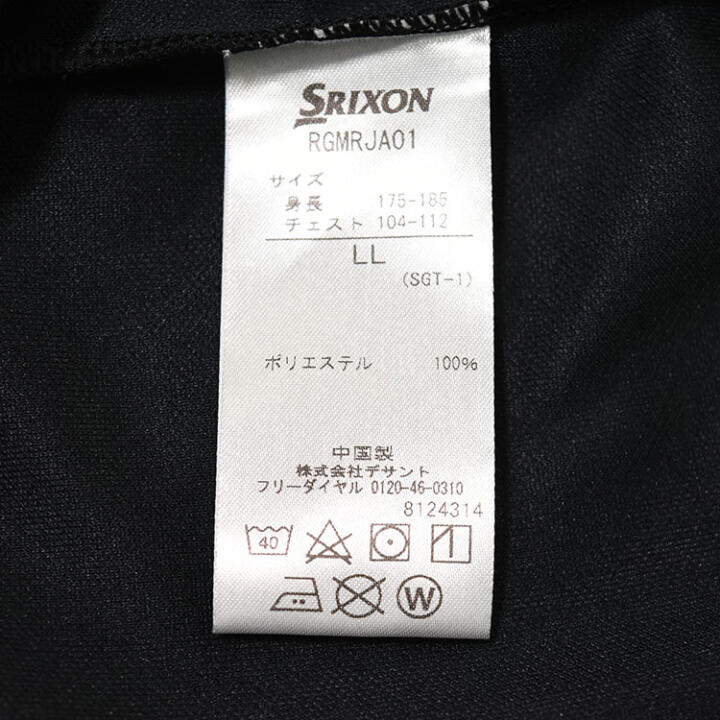 SRIXON
RGMRJA01
サイズ
身長 175-185
チェスト 104-112
LL
(SGT-1)
ポリエステル 100%
中国製
株式会社デサント
フリーダイヤル 0120-46-0310
8124314
40
W